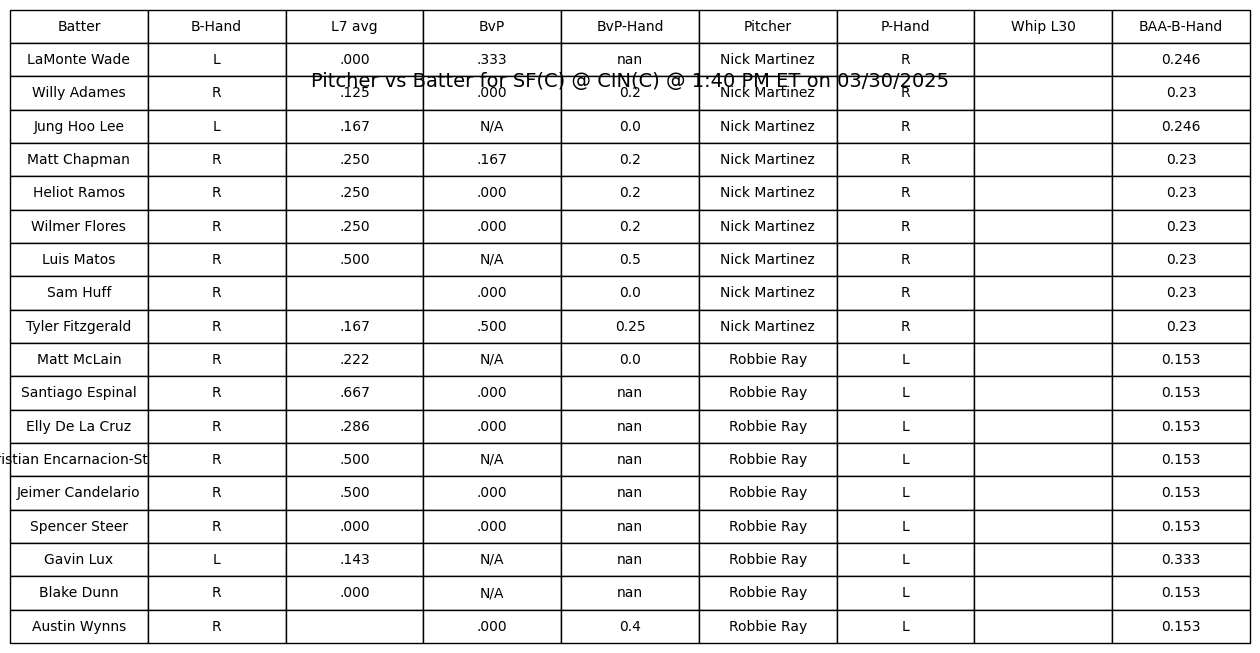 Batter B-Hand L7 avg BvP BvP-Hand Pitcher P-Hand Whip L30 BAA-B-Hand
LaMonte Wade L .000 .333 nan Nick Martinez R 0.246
Pitcher vs Batter for SF(C) @ CIN(C) @ 1:40 PM ET on 03/30/2025
Willy Adames R .125 .000 0.2 Nick Martinez R 0.23
Jung Hoo Lee L .167 N/A 0.0 Nick Martinez R 0.246
Matt Chapman R .250 .167 0.2 Nick Martinez R 0.23
Heliot Ramos R .250 .000 0.2 Nick Martinez R 0.23
Wilmer Flores R .250 .000 0.2 Nick Martinez R 0.23
Luis Matos R .500 N/A 0.5 Nick Martinez R 0.23
Sam Huff R .000 0.0 Nick Martinez R 0.23
Tyler Fitzgerald R .167 .500 0.25 Nick Martinez R 0.23
Matt McLain R .222 N/A 0.0 Robbie Ray L 0.153
Santiago Espinal R .667 .000 nan Robbie Ray L 0.153
Elly De La Cruz R .286 .000 nan Robbie Ray L 0.153
istian Encarnacion-St R .500 N/A nan Robbie Ray L 0.153
Jeimer Candelario R .500 .000 nan Robbie Ray L 0.153
Spencer Steer R .000 .000 nan Robbie Ray L 0.153
Gavin Lux L .143 N/A nan Robbie Ray L 0.333
Blake Dunn R .000 N/A nan Robbie Ray L 0.153
Austin Wynns R .000 0.4 Robbie Ray L 0.153